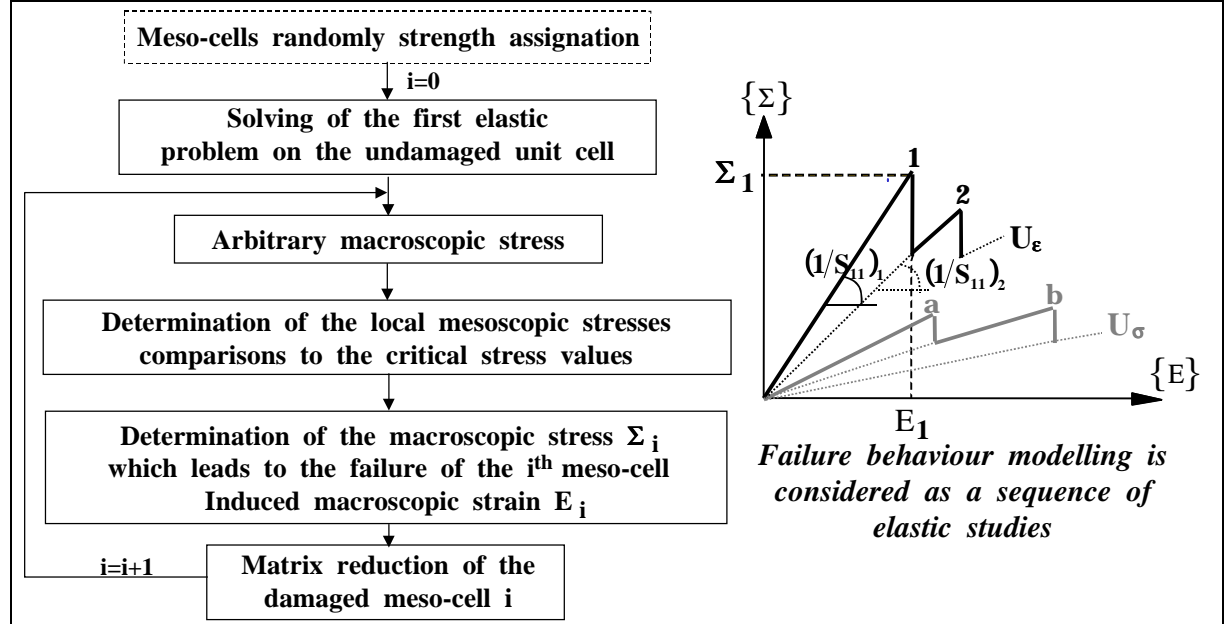 Meso-cells randomly strength assignation
i=0
Solving of the first elastic
problem on the undamaged unit cell
Arbitrary macroscopic stress
Determination of the local mesoscopic stresses
comparisons to the critical stress values
Determination of the macroscopic stress Σ i
which leads to the failure of the ith meso-cell
Induced macroscopic strain E i
i=i+1
Matrix reduction of the
damaged meso-cell i
{Σ}
Σ 1
1
2
Uε
(1/S11)1
(1/S11)2
a
b
Uσ
{E}
E1
Failure behaviour modelling is
considered as a sequence of
elastic studies